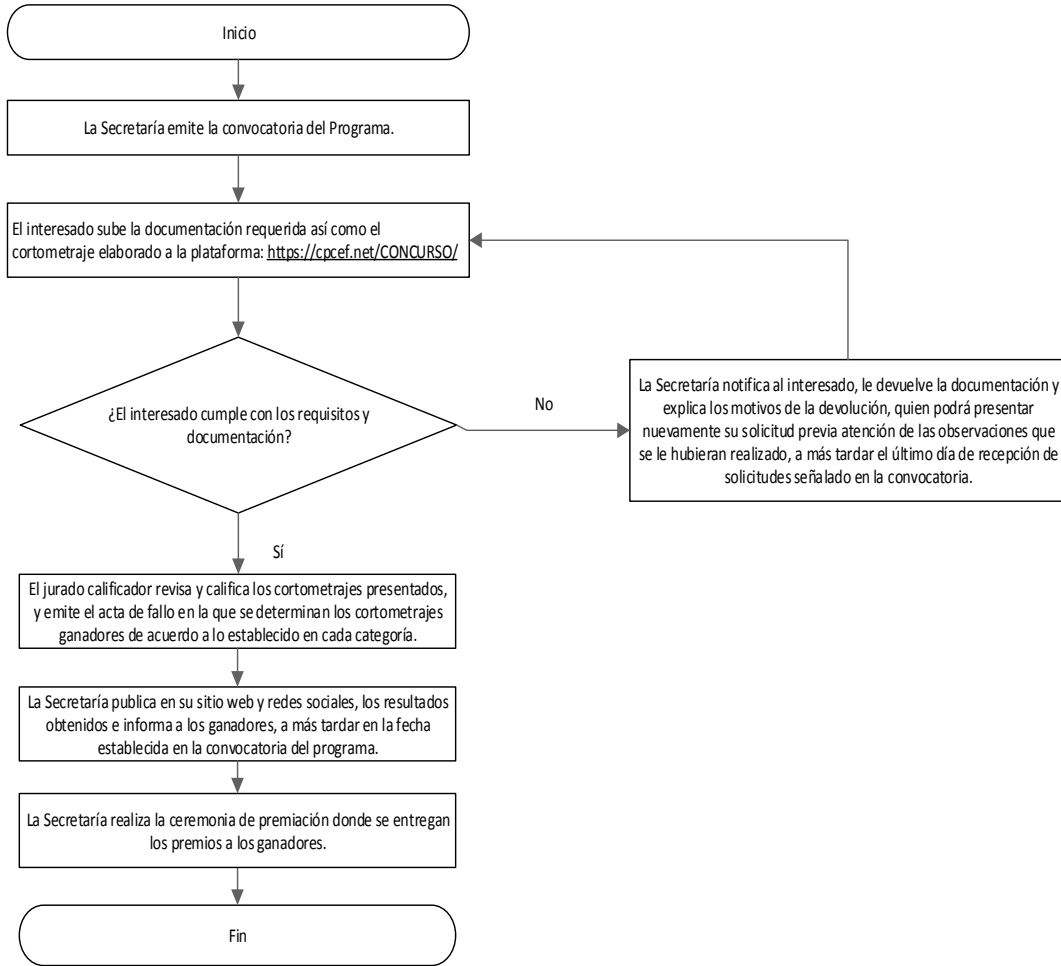 Inicio
La Secretaría emite la convocatoria del Programa.
El interesado sube la documentación requerida así como el
cortometraje elaborado a la plataforma: https://cpcef.net/CONCURSO/
¿El interesado cumple con los requisitos y
documentación?
No
La Secretaría notifica al interesado, le devuelve la documentación y
explica los motivos de la devolución, quien podrá presentar
nuevamente su solicitud previa atención de las observaciones que
se le hubieran realizado, a más tardar el último día de recepción de
solicitudes señalado en la convocatoria.
Sí
El jurado calificador revisa y califica los cortometrajes presentados,
y emite el acta de fallo en la que se determinan los cortometrajes
ganadores de acuerdo a lo establecido en cada categoría.
La Secretaría publica en su sitio web y redes sociales, los resultados
obtenidos e informa a los ganadores, a más tardar en la fecha
establecida en la convocatoria del programa.
La Secretaría realiza la ceremonia de premiación donde se entregan
los premios a los ganadores.
Fin